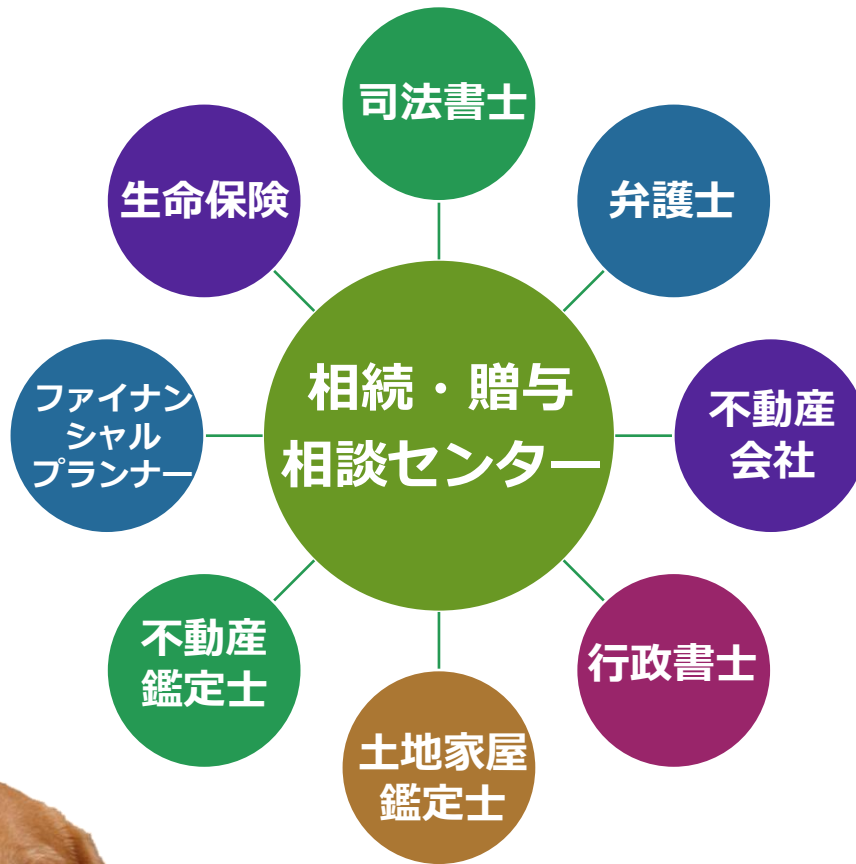 司法書士
生命保険
弁護士
相続・贈与
相談センター
ファイナン
シャル
プランナー
不動産
会社
不動産
鑑定士
行政書士
土地家屋
鑑定士